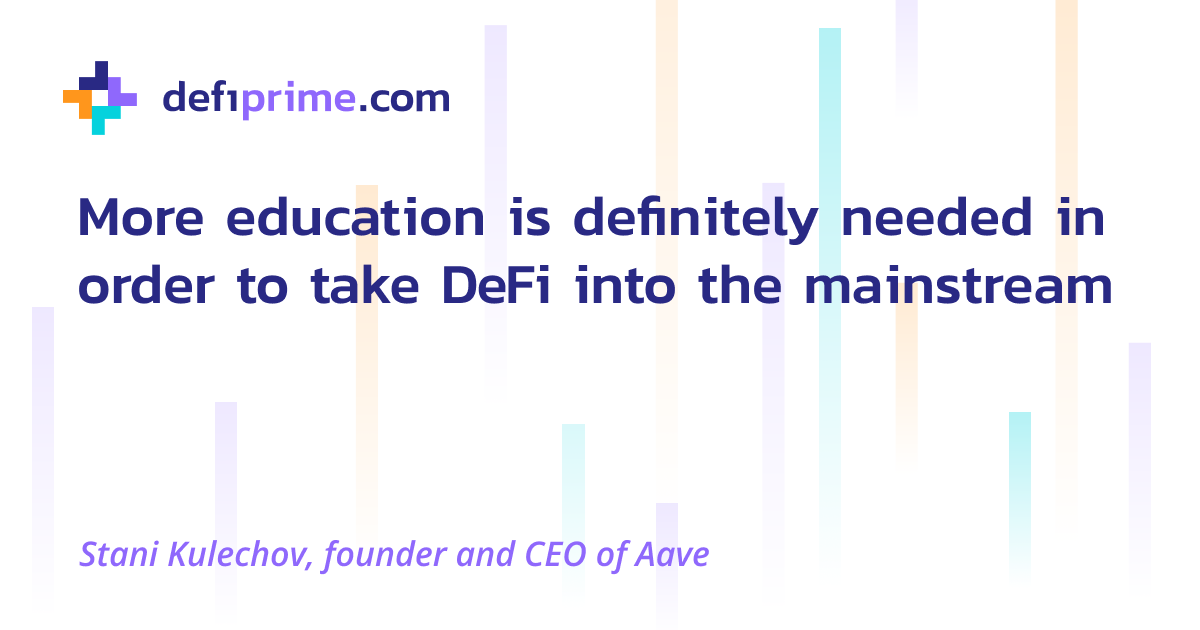 defiprime.com
More education is definitely needed in
order to take DeFi into the mainstream
Stani Kulechov, founder and CEO of Aave